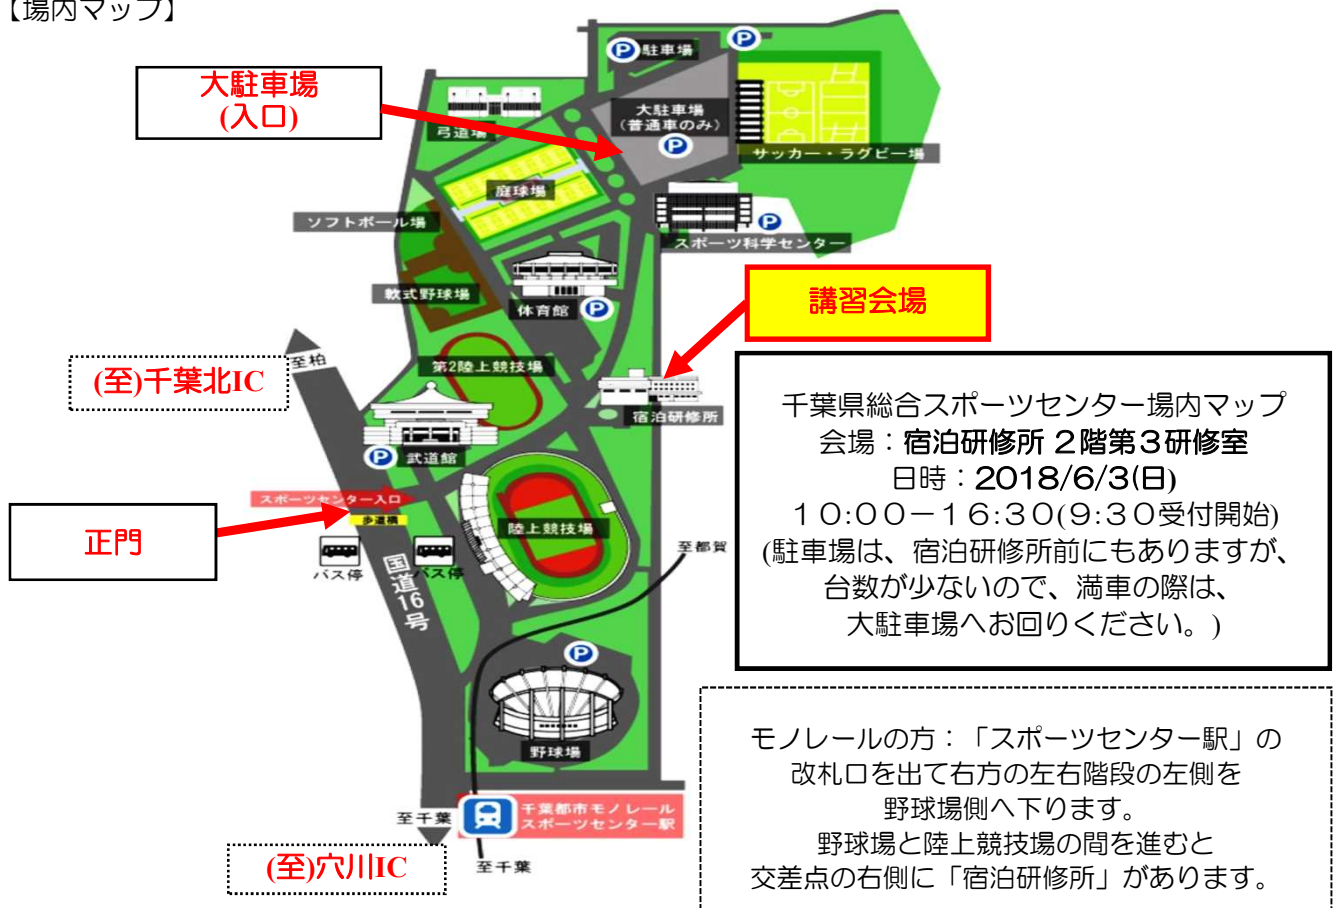 【場内マップ】
大駐車場
(入口)
駐車場
大駐車場
(普通車のみ)
弓道場
サッカー・ラグビー場
庭球場
ソフトボール場
スポーツ科学センター
軟式野球場
体育館
講習会場
至柏
(至)千葉北IC
第2陸上競技場
宿泊研修所
武道館
スポーツセンター入口
歩道橋
正門
陸上競技場
バス停
バス停
国道16号
至都賀
千葉県総合スポーツセンター場内マップ
会場：宿泊研修所 2階第3研修室
日時：2018/6/3(日)
10:00－16:30(9:30受付開始)
(駐車場は、宿泊研修所前にもありますが、
台数が少ないので、満車の際は、
大駐車場へお回りください。)
野球場
モノレールの方：「スポーツセンター駅」の
改札口を出て右方の左右階段の左側を
野球場側へ下ります。
野球場と陸上競技場の間を進むと
交差点の右側に「宿泊研修所」があります。
至千葉
千葉都市モノレール
スポーツセンター駅
(至)穴川IC
至千葉